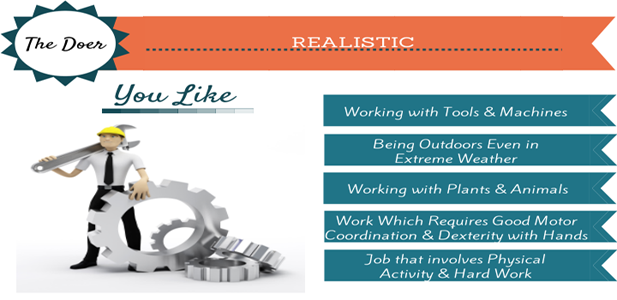 The Doer
REALISTIC
You Like
Working with Tools & Machines
Being Outdoors Even in
Extreme Weather
Working with Plants & Animals
Work Which Requires Good Motor
Coordination & Dexterity with Hands
Job that involves Physical
Activity & Hard Work